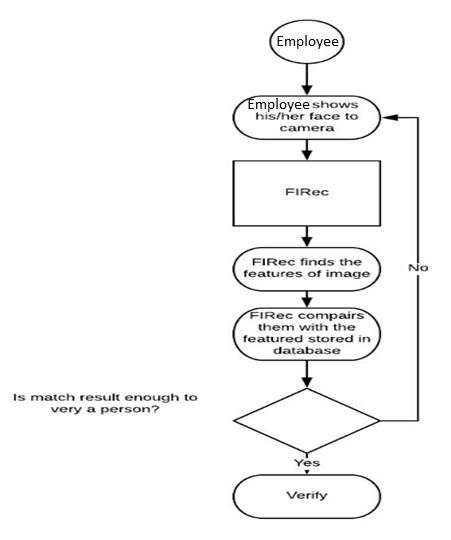 Employee
Employee shows
his/her face to
camera
FIRec
FIRec finds the
features of image
No
FIRec compairs
them with the
featured stored in
database
Is match result enough to
very a person?
Yes
Verify